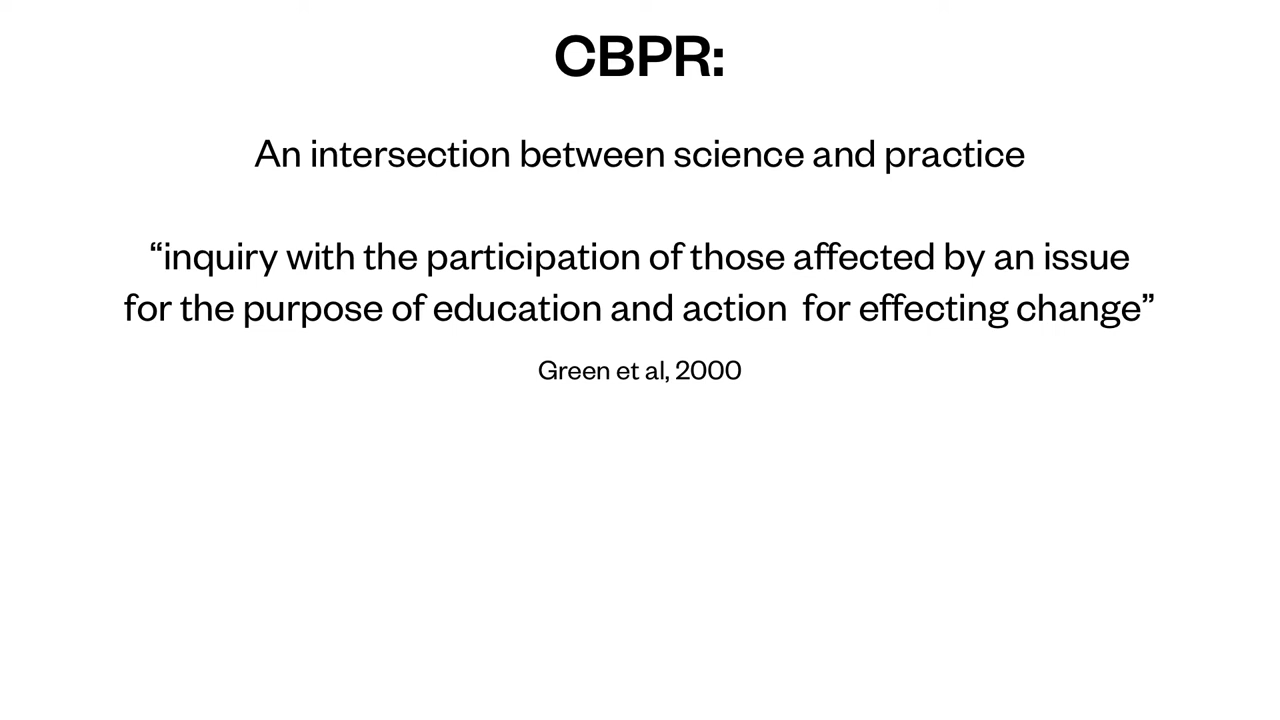 CBPR:
An intersection between science and practice
“inquiry with the participation of those affected by an issue
for the purpose of education and action  for effecting change”
Green et al, 2000